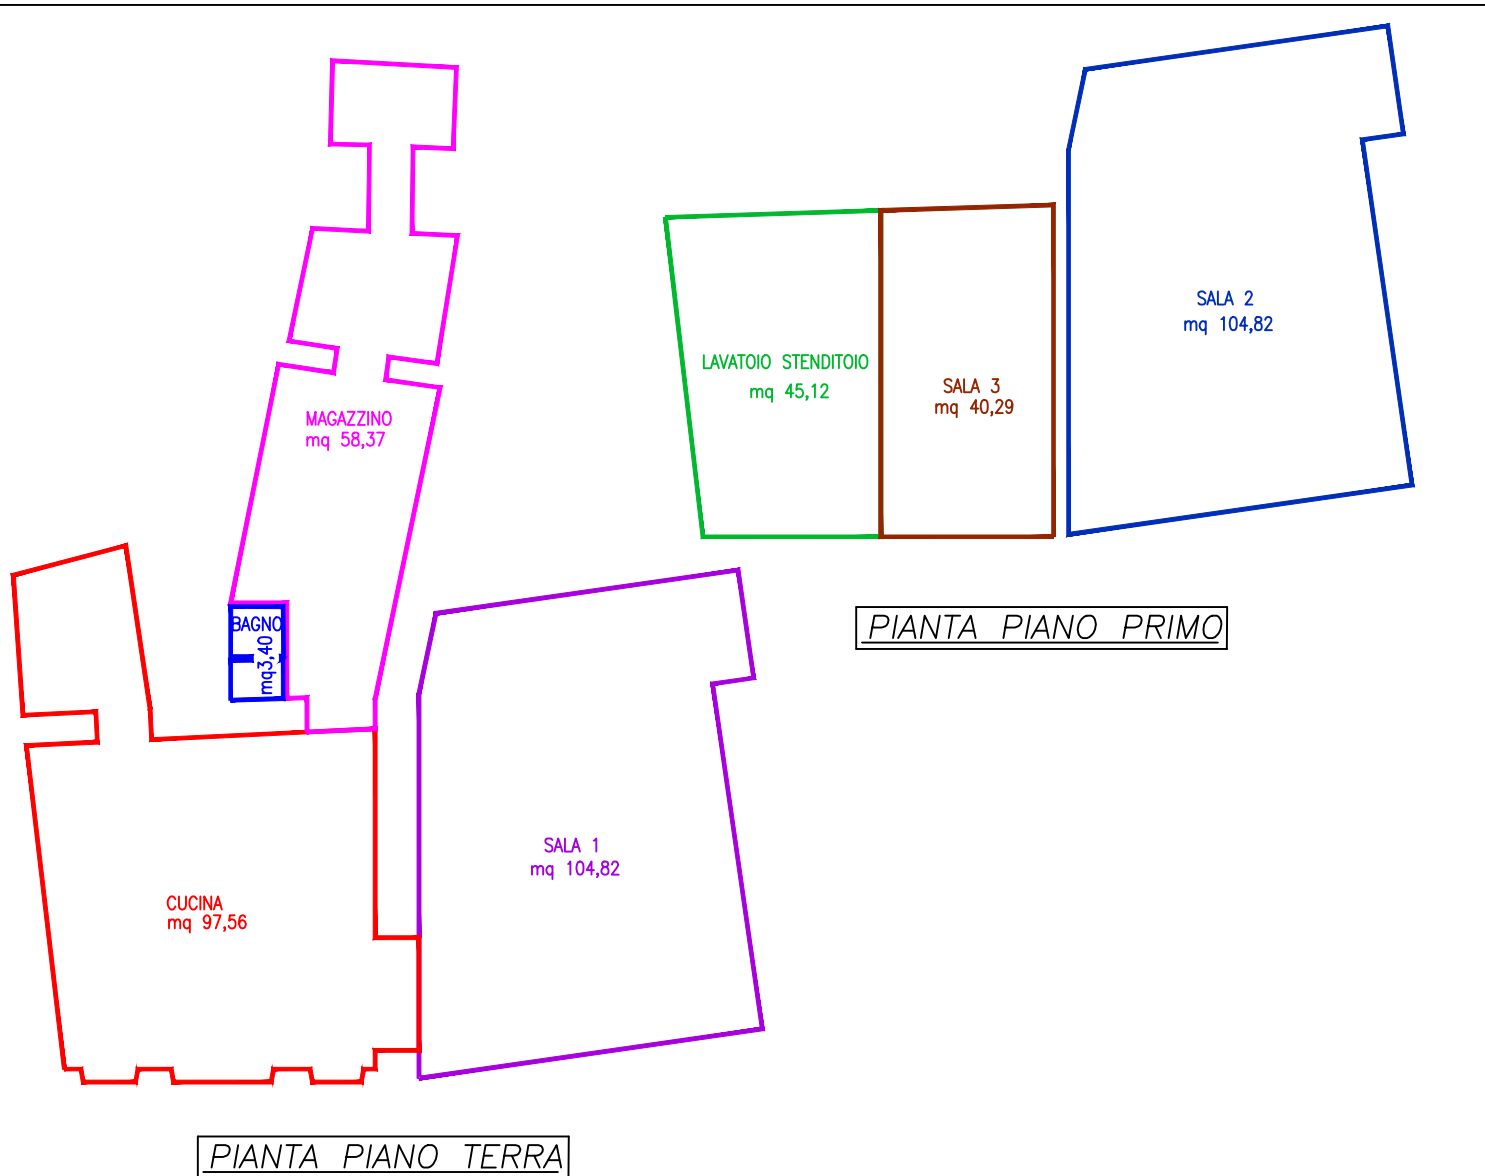 SALA 2
mq 104,82
LAVATOIO STENDITOIO
mq 45,12
SALA 3
mq 40,29
MAGAZZINO
mq 58,37
BAGNO
mq3,40
PIANTA PIANO PRIMO
SALA 1
mq 104,82
CUCINA
mq 97,56
PIANTA PIANO TERRA